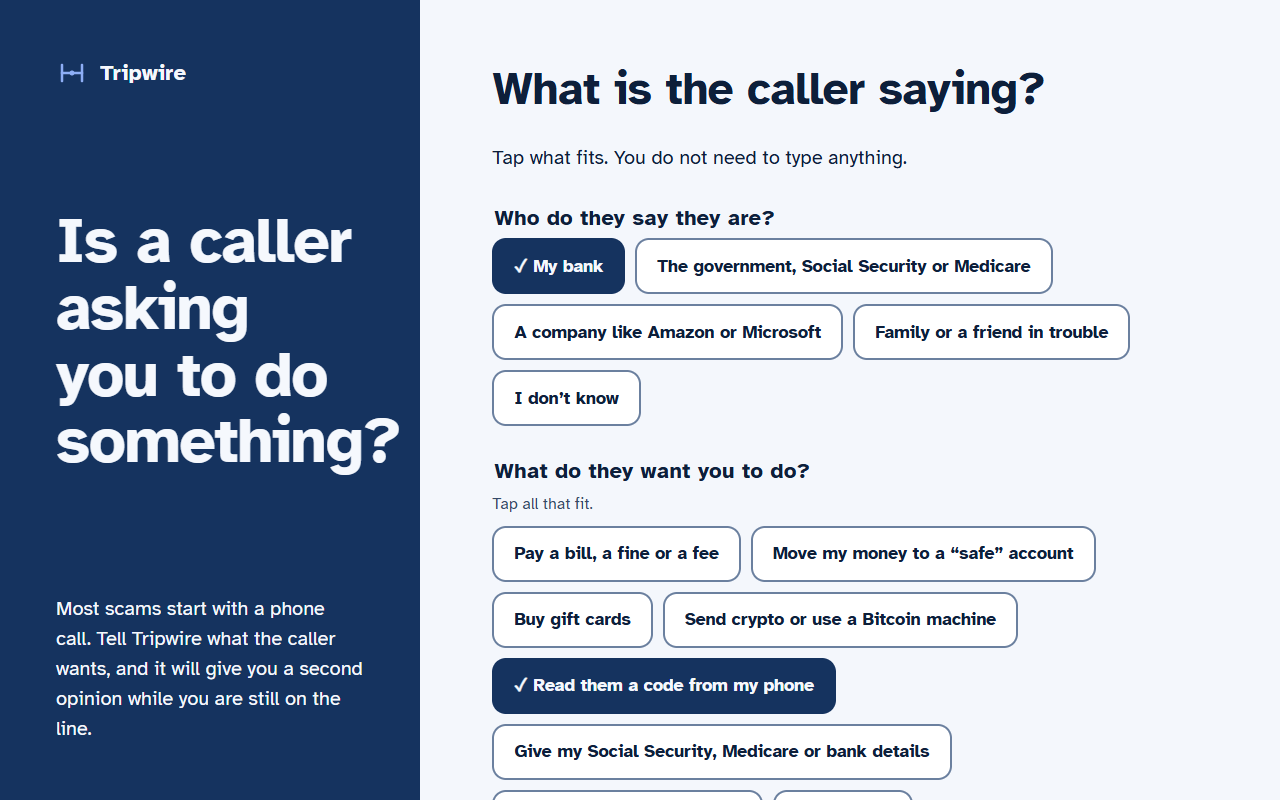 Tripwire
Is a caller
asking
you to do
something?
Most scams start with a phone
call. Tell Tripwire what the caller
wants, and it will give you a second
opinion while you are still on the
line.
What is the caller saying?
Tap what fits. You do not need to type anything.
Who do they say they are?
✓ My bank
The government, Social Security or Medicare
A company like Amazon or Microsoft
Family or a friend in trouble
I don’t know
What do they want you to do?
Tap all that fit.
Pay a bill, a fine or a fee
Move my money to a “safe” account
Buy gift cards
Send crypto or use a Bitcoin machine
✓ Read them a code from my phone
Give my Social Security, Medicare or bank details